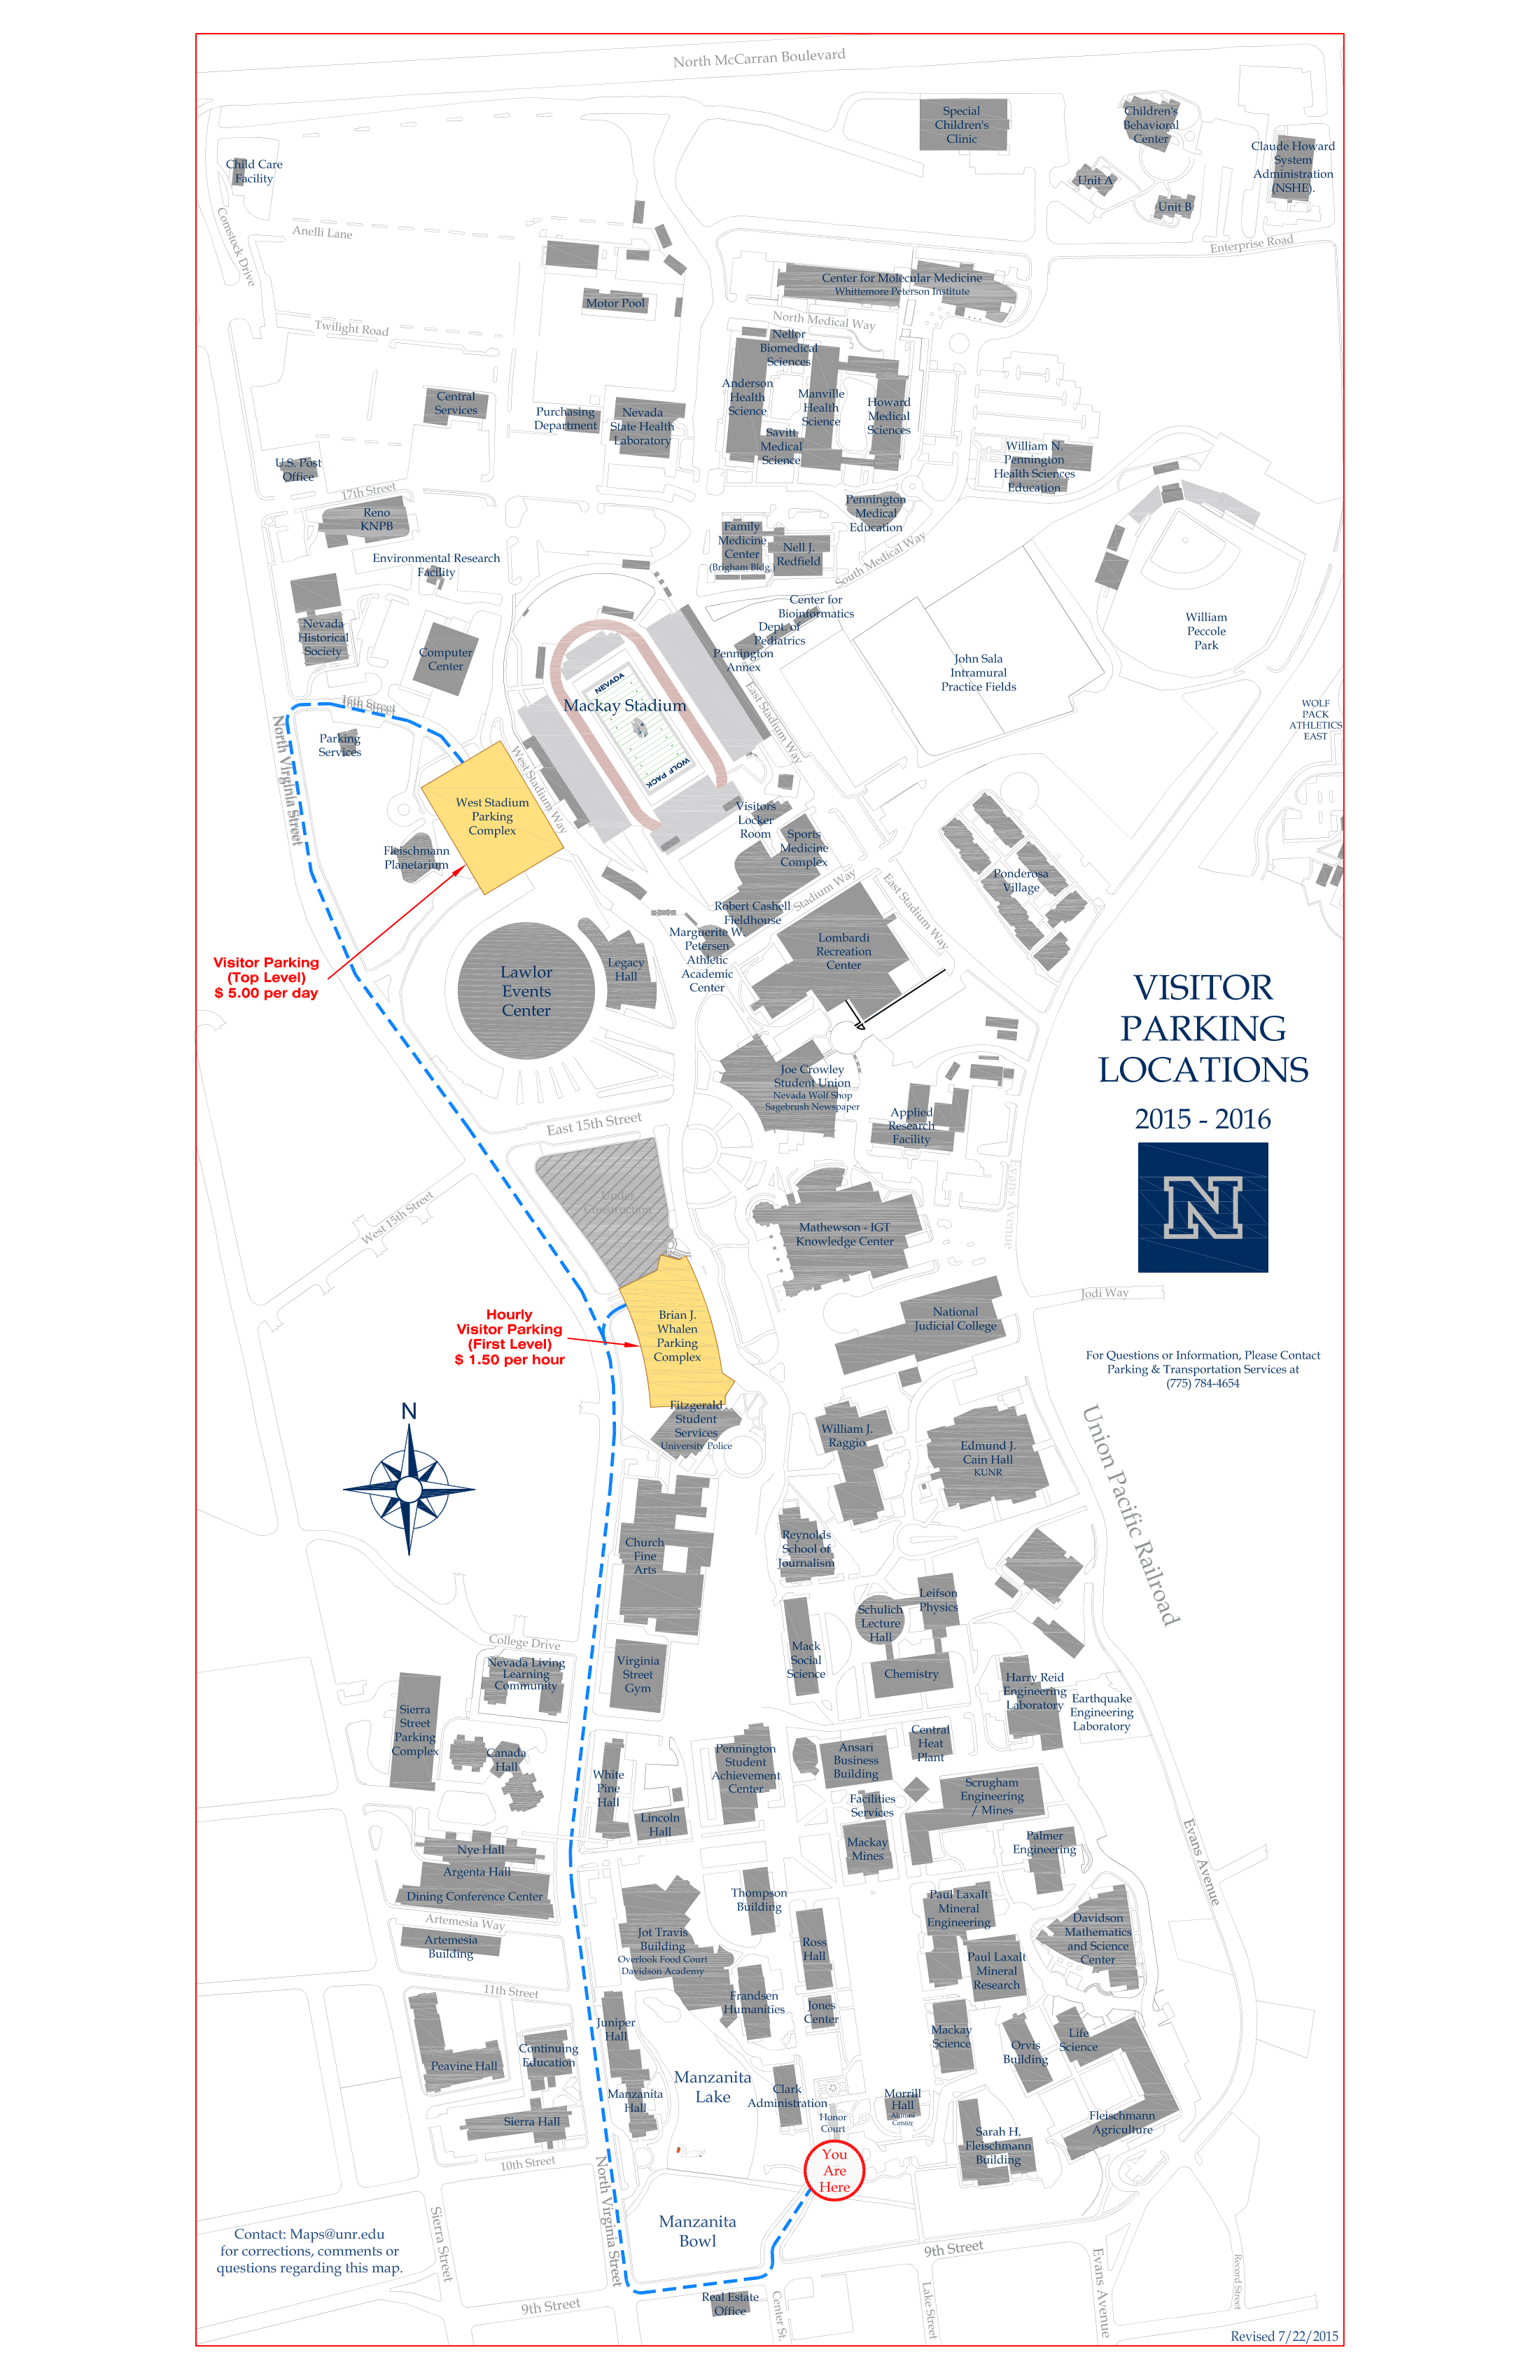 North McCarran Boulevard
Special
Children's
Clinic
Children's
Behavioral
Center
Claude Howard
System
Administration
(NSHE).
Child Care
Facility
Unit A
Unit B
Comstock Drive
Anelli Lane
Enterprise Road
Center for Molecular Medicine
Whittemore Peterson Institute
Motor Pool
North Medical Way
Twilight Road
Nellor
Biomedical
Sciences
Anderson
Health
Science
Manville
Health
Science
Howard
Medical
Sciences
Savitt
Medical
Science
Central
Services
Purchasing
Department
Nevada
State Health
Laboratory
William N.
Pennington
Health Sciences
Education
U.S. Post
Office
17th Street
Reno
KNPB
Pennington
Medical
Education
Family
Medicine
Center
(Brigham Bldg.)
Nell J.
Redfield
South Medical Way
Environmental Research
Facility
Center for
Bioinformatics
Dept. of
Pediatrics
Pennington
Annex
William
Peccole
Park
Nevada
Historical
Society
Computer
Center
John Sala
Intramural
Practice Fields
NEVADA
Mackay Stadium
WOLF PACK
East Stadium Way
16th Street
16th Street
WOLF
PACK
ATHLETICS
EAST
North Virginia Street
Parking
Services
West Stadium Way
West Stadium
Parking
Complex
Visitors
Locker
Room
Sports
Medicine
Complex
Fleischmann
Planetarium
Ponderosa
Village
Stadium Way
East Stadium Way
Robert Cashell
Fieldhouse
Marguerite W.
Petersen
Athletic
Academic
Center
Lombardi
Recreation
Center
Visitor Parking
(Top Level)
$ 5.00 per day
Lawlor
Events
Center
Legacy
Hall
VISITOR
PARKING
LOCATIONS
2015 - 2016
N
Joe Crowley
Student Union
Nevada Wolf Shop
Sagebrush Newspaper
Applied
Research
Facility
East 15th Street
Evans Avenue
Under
Construction
West 15th Street
Mathewson - IGT
Knowledge Center
Jodi Way
National
Judicial College
Hourly
Visitor Parking
(First Level)
$ 1.50 per hour
Brian J.
Whalen
Parking
Complex
For Questions or Information, Please Contact
Parking & Transportation Services at
(775) 784-4654
N
Fitzgerald
Student
Services
University Police
William J.
Raggio
Edmund J.
Cain Hall
KUNR
Union Pacific Railroad
Church
Fine
Arts
Reynolds
School of
Journalism
Leifson
Physics
Schulich
Lecture
Hall
Mack
Social
Science
Chemistry
College Drive
Nevada Living
Learning
Community
Virginia
Street
Gym
Harry Reid
Engineering
Laboratory
Earthquake
Engineering
Laboratory
Sierra
Street
Parking
Complex
Canada
Hall
White
Pine
Hall
Lincoln
Hall
Pennington
Student
Achievement
Center
Ansari
Business
Building
Central
Heat
Plant
Facilities
Services
Scrugham
Engineering
/ Mines
Mackay
Mines
Palmer
Engineering
Evans Avenue
Nye Hall
Argenta Hall
Dining Conference Center
Artemesia Way
Artemesia
Building
Thompson
Building
Jot Travis
Building
Overlook Food Court
Davidson Academy
Ross
Hall
Paul Laxalt
Mineral
Engineering
Paul Laxalt
Mineral
Research
Davidson
Mathematics
and Science
Center
11th Street
Frandsen
Humanities
Jones
Center
Juniper
Hall
Mackay
Science
Orvis
Building
Life
Science
Peavine Hall
Continuing
Education
Manzanita
Lake
Manzanita
Hall
Clark
Administration
Morrill
Hall
Alumni
Center
Honor
Court
Sierra Hall
Fleischmann
Agriculture
Sarah H.
Fleischmann
Building
10th Street
You
Are
Here
North Virginia Street
Manzanita
Bowl
Sierra Street
Contact: Maps@unr.edu
for corrections, comments or
questions regarding this map.
9th Street
Real Estate
Office
9th Street
Center St.
Lake Street
Evans Avenue
Record Street
Revised 7/22/2015